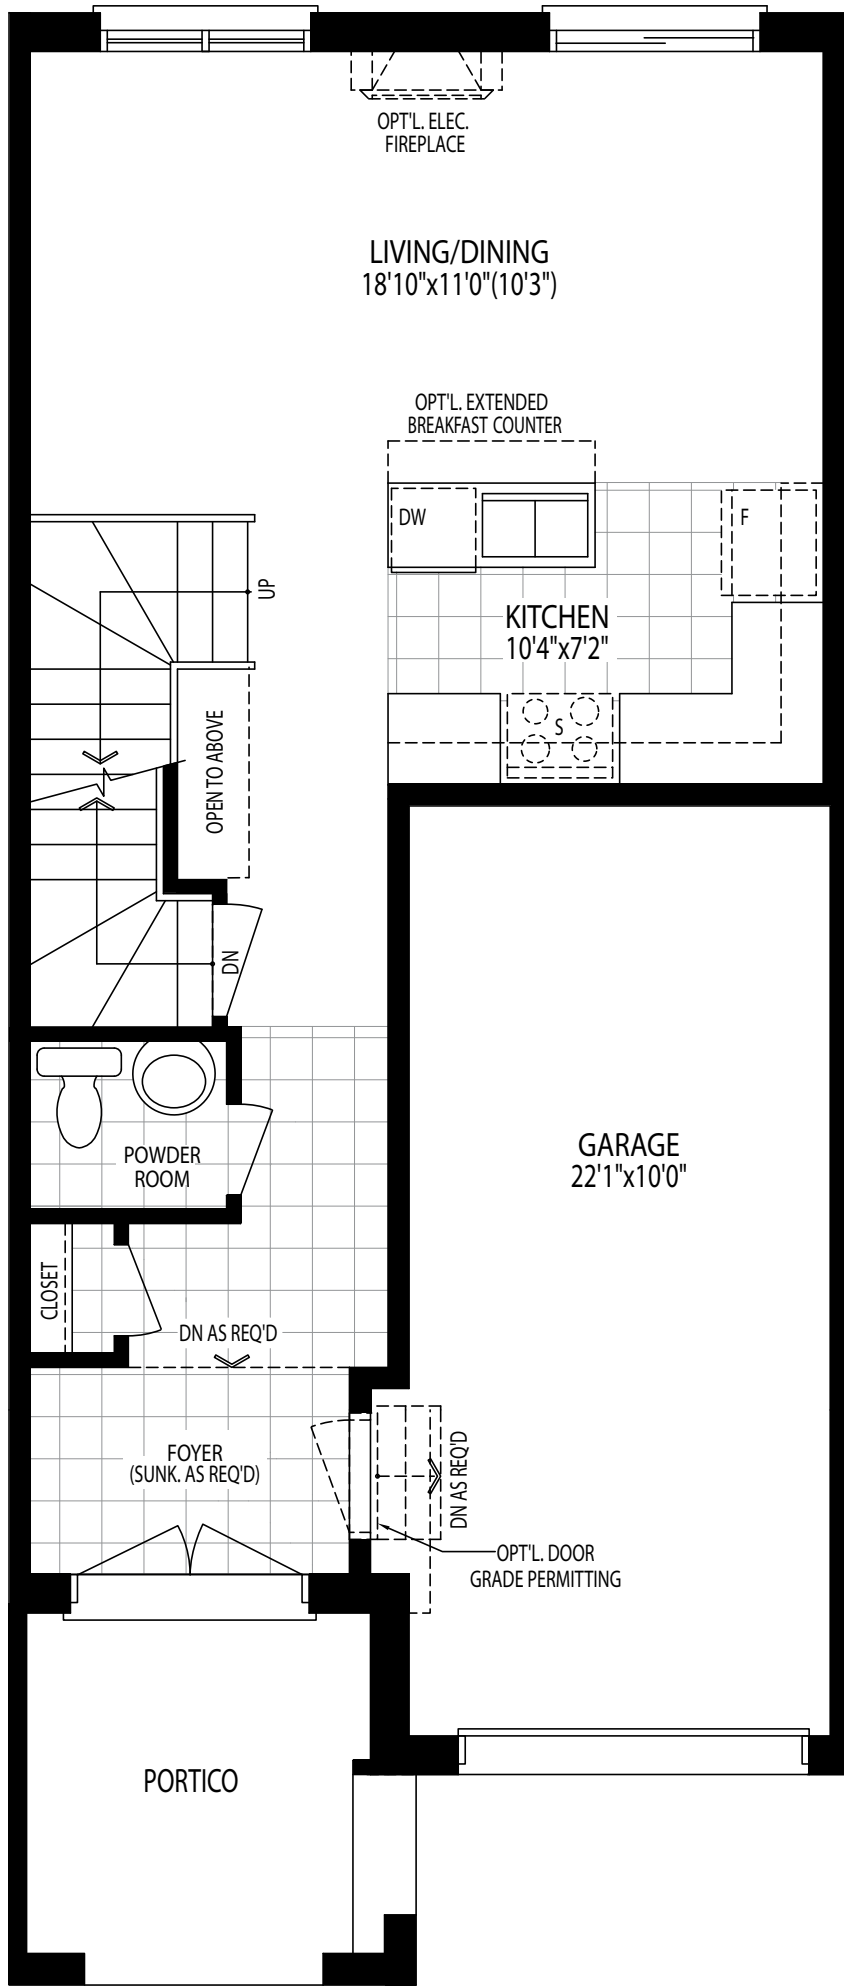 OPT'L. ELEC.
FIREPLACE
LIVING/DINING
18'10"x11'0"(10'3")
OPT'L. EXTENDED
BREAKFAST COUNTER
DW
F
UP
KITCHEN
10'4"x7'2"
S
OPEN TO ABOVE
DN
POWDER
ROOM
GARAGE
22'1"x10'0"
CLOSET
DN AS REQ'D
FOYER
(SUNK. AS REQ'D)
DN AS REQ'D
OPT'L. DOOR
GRADE PERMITTING
PORTICO